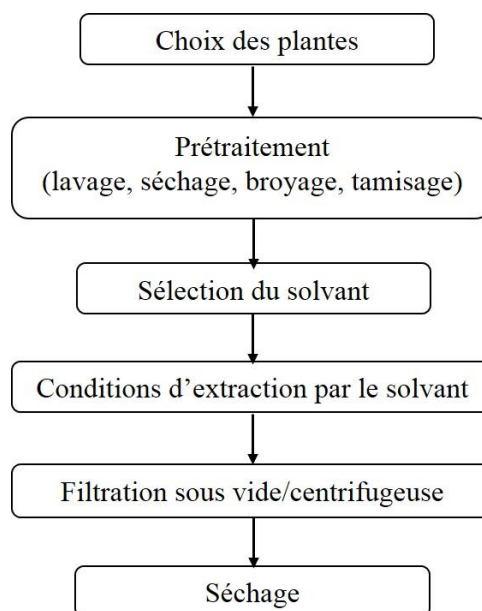 Choix des plantes
Prétraitement
(lavage, séchage, broyage, tamisage)
Sélection du solvant
Conditions d’extraction par le solvant
Filtration sous vide/centrifugeuse
Séchage